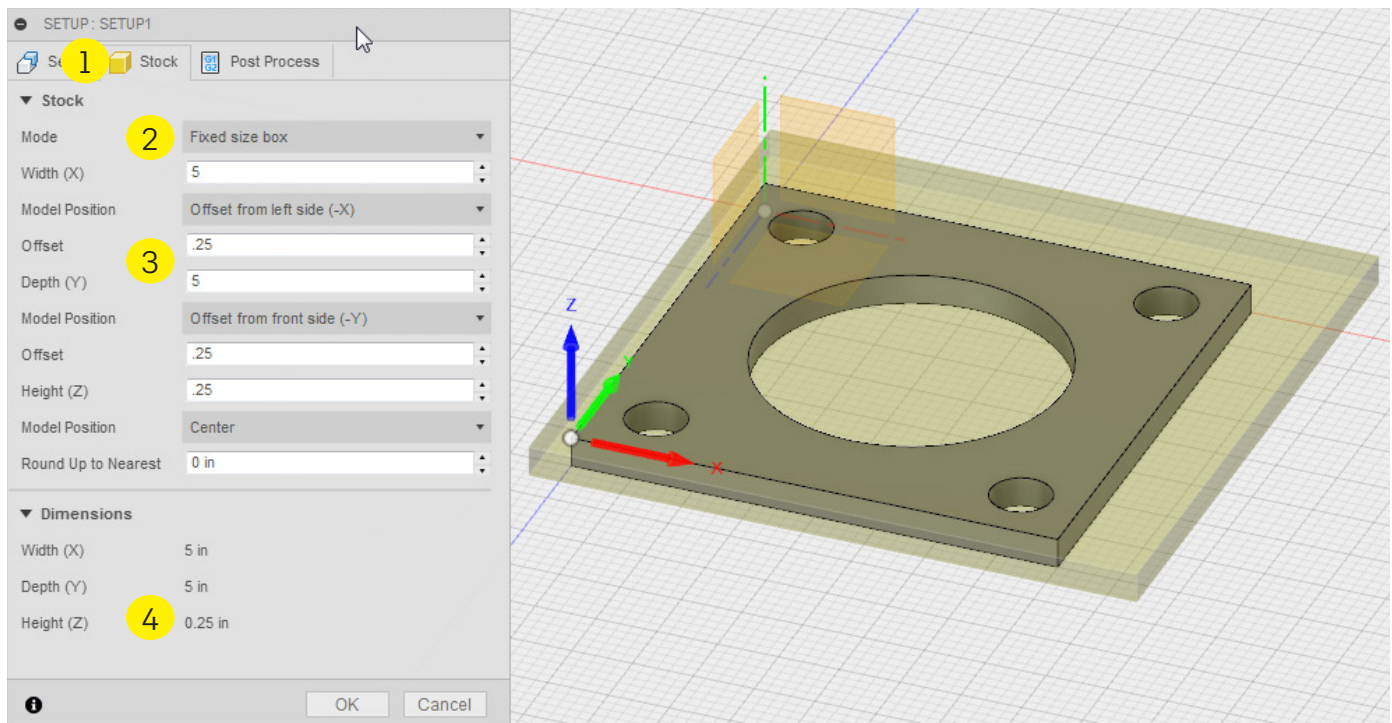 SETUP : SETUP1
Se 1 Stock G1 G2 Post Process
▼ Stock
Mode 2 Fixed size box
Width (X) 5
Model Position Offset from left side (-X)
Offset .25
3
Depth (Y) 5
Model Position Offset from front side (-Y)
Offset .25
Height (Z) .25
Model Position Center
Round Up to Nearest 0 in
▼ Dimensions
Width (X) 5 in
Depth (Y) 5 in
Height (Z) 4 0.25 in
OK Cancel
Z
Y
X